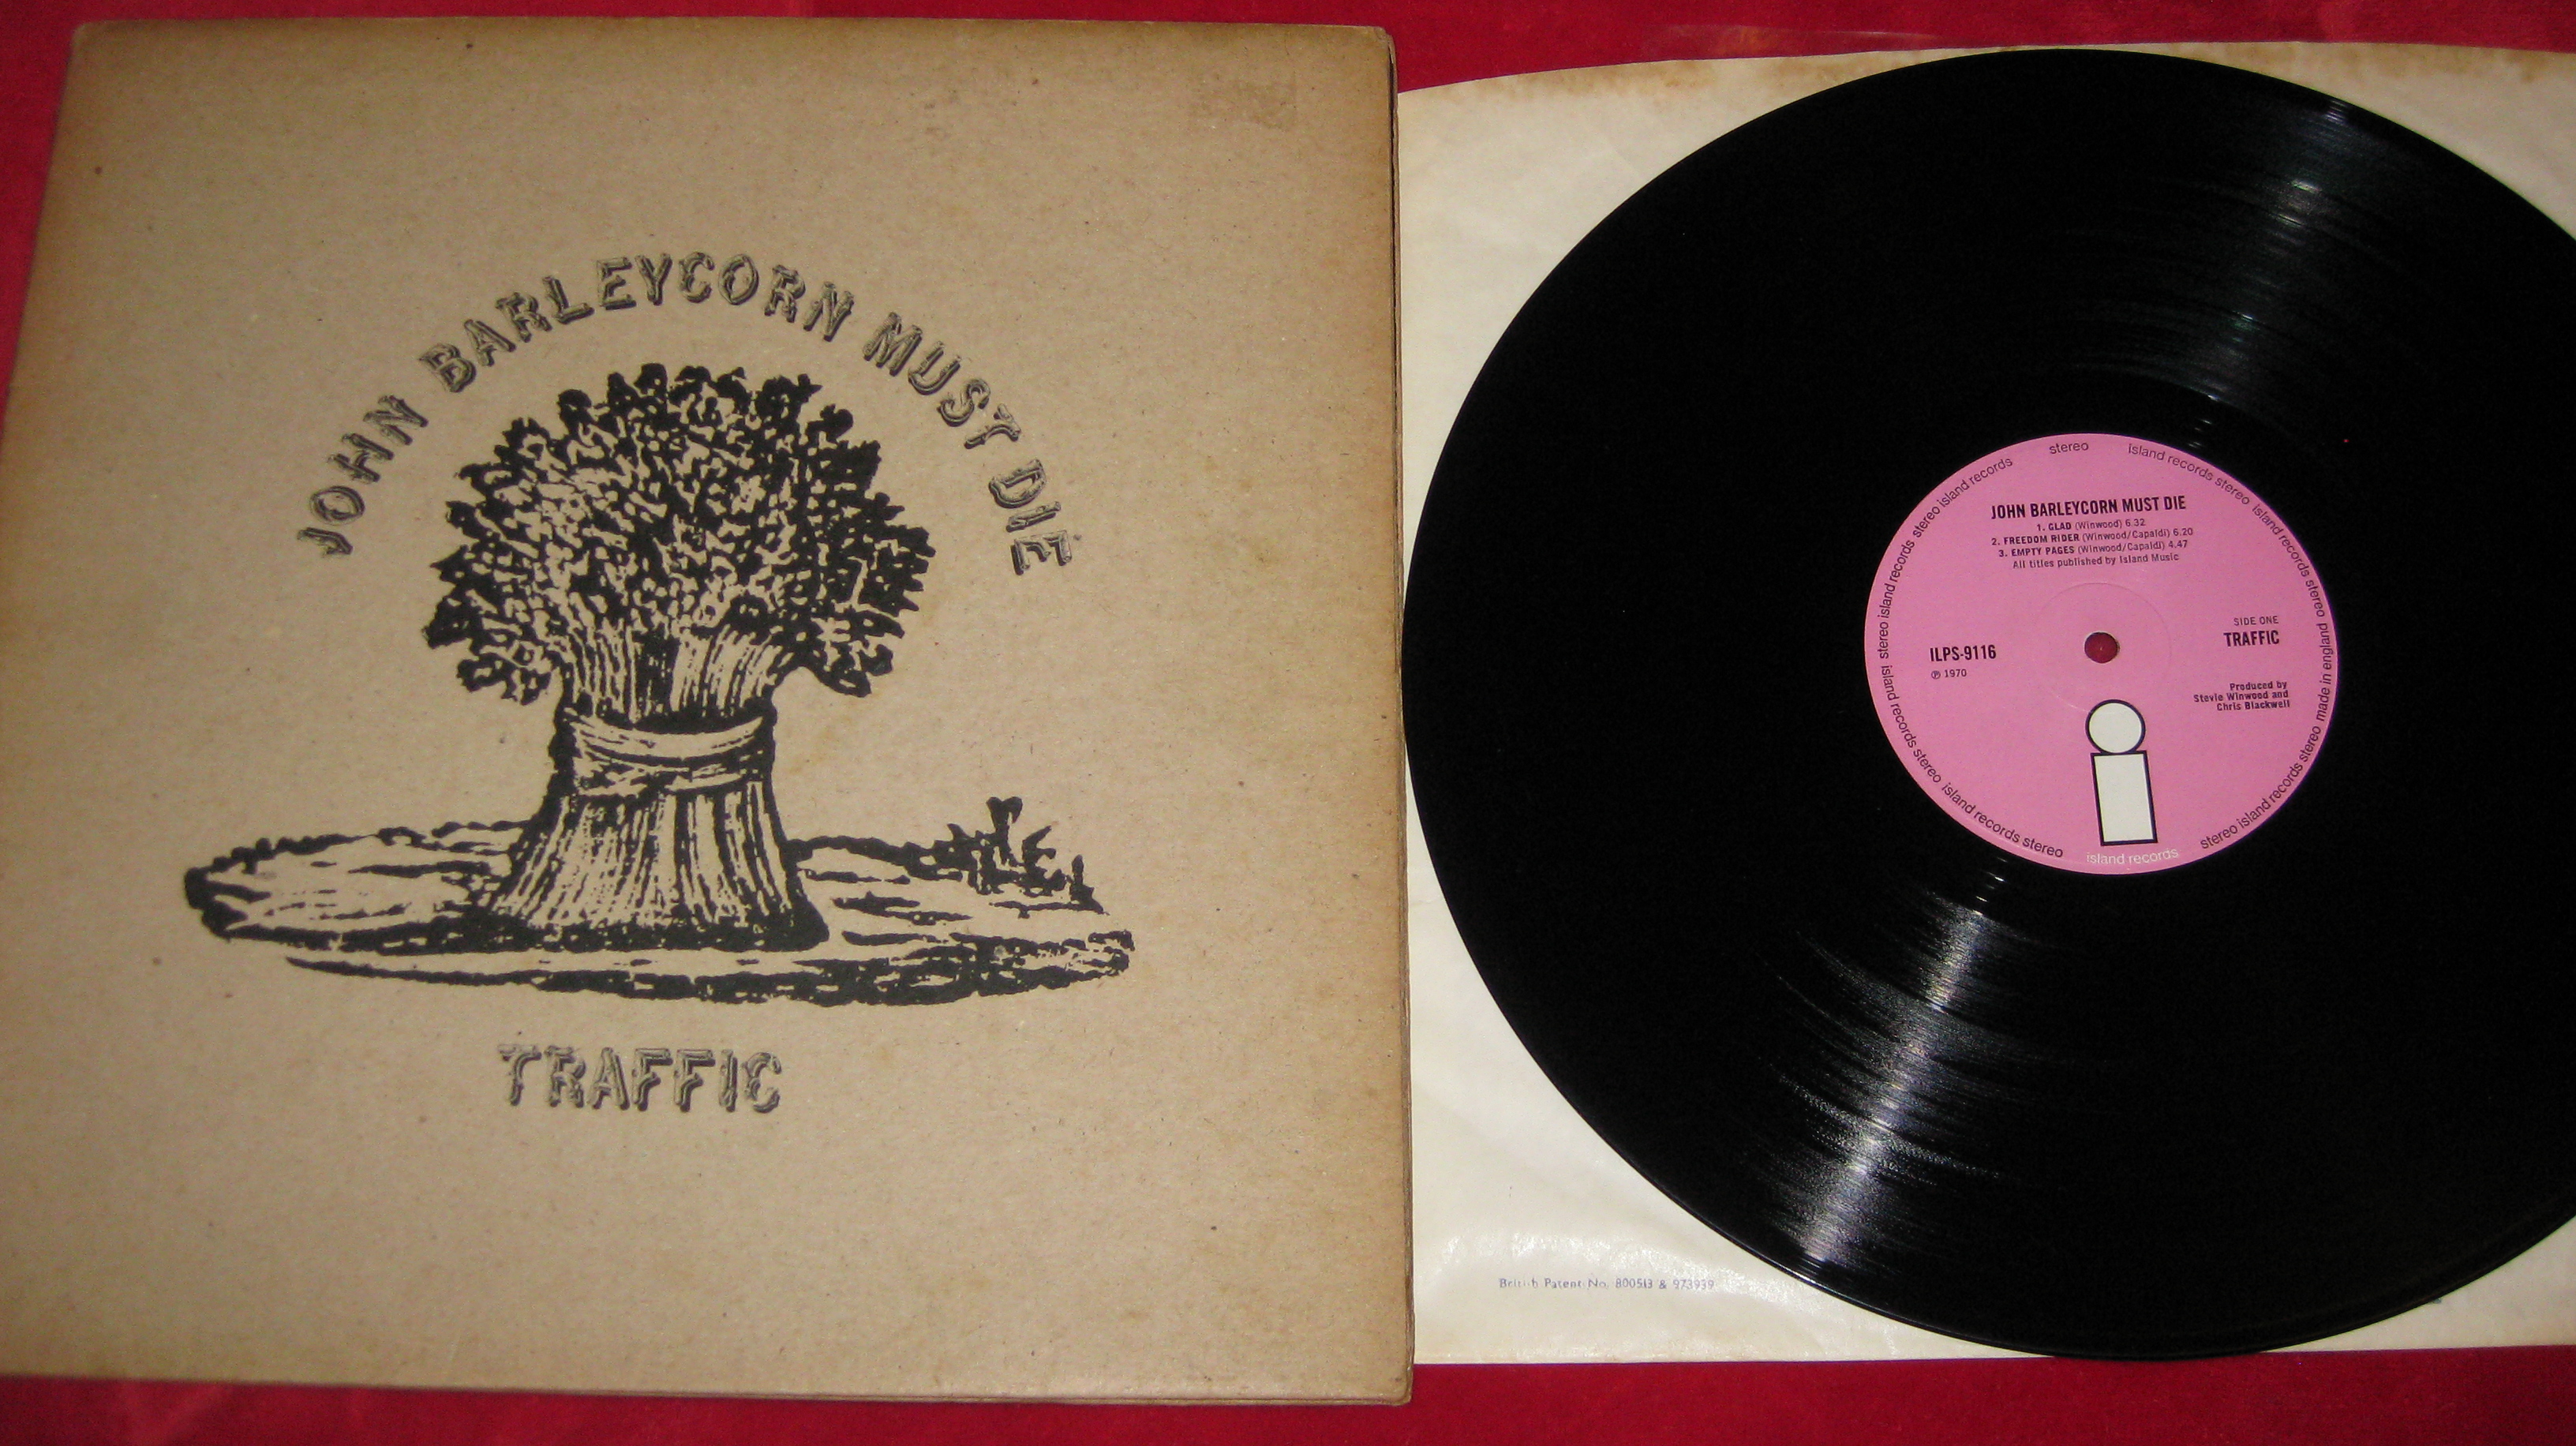 JOHN BARLEYCORN MUST DIE
TRAFFIC
stereo island records stereo island records stereo island records stereo made in england
stereo island records stereo island records stereo island records stereo
island records
JOHN BARLEYCORN MUST DIE
1. GLAD (Winwood) 6.32
2. FREEDOM RIDER (Winwood/Capaldi) 6.20
3. EMPTY PAGES (Winwood/Capaldi) 4.47
All titles published by Island Music
SIDE ONE
TRAFFIC
ILPS-9116
℗ 1970
Produced by
Stevie Winwood and
Chris Blackwell
British Patent No. 800513 & 973939